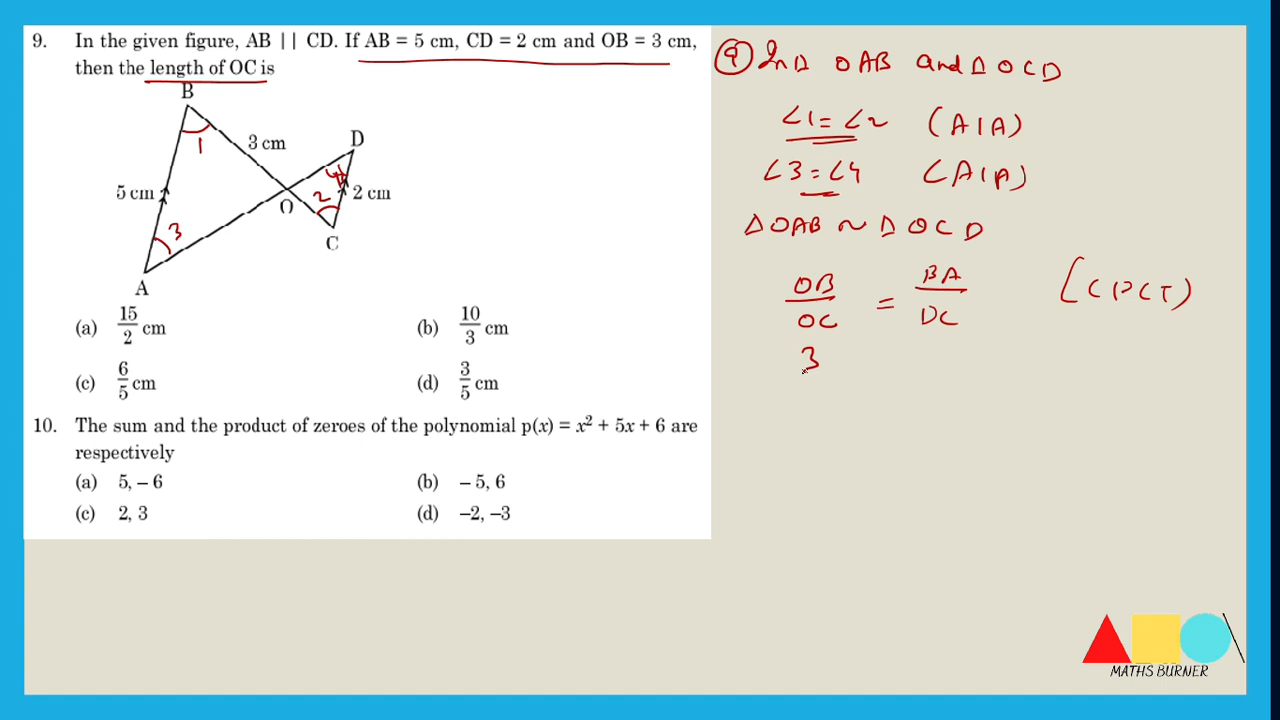 9. In the given figure, AB || CD. If AB = 5 cm, CD = 2 cm and OB = 3 cm,
then the length of OC is
B
1
3 cm
D
4
5 cm
2 cm
O
2
3
C
A
(a) 15/2 cm
(b) 10/3 cm
(c) 6/5 cm
(d) 3/5 cm
10. The sum and the product of zeroes of the polynomial p(x) = x² + 5x + 6 are
respectively
(a) 5, – 6
(b) – 5, 6
(c) 2, 3
(d) –2, –3
9 In Δ OAB and Δ OCD
∠1 = ∠2 (AIA)
∠3 = ∠4 (AIA)
Δ OAB ~ Δ OCD
OB/OC = BA/DC [CPCT)
3
MATHS BURNER